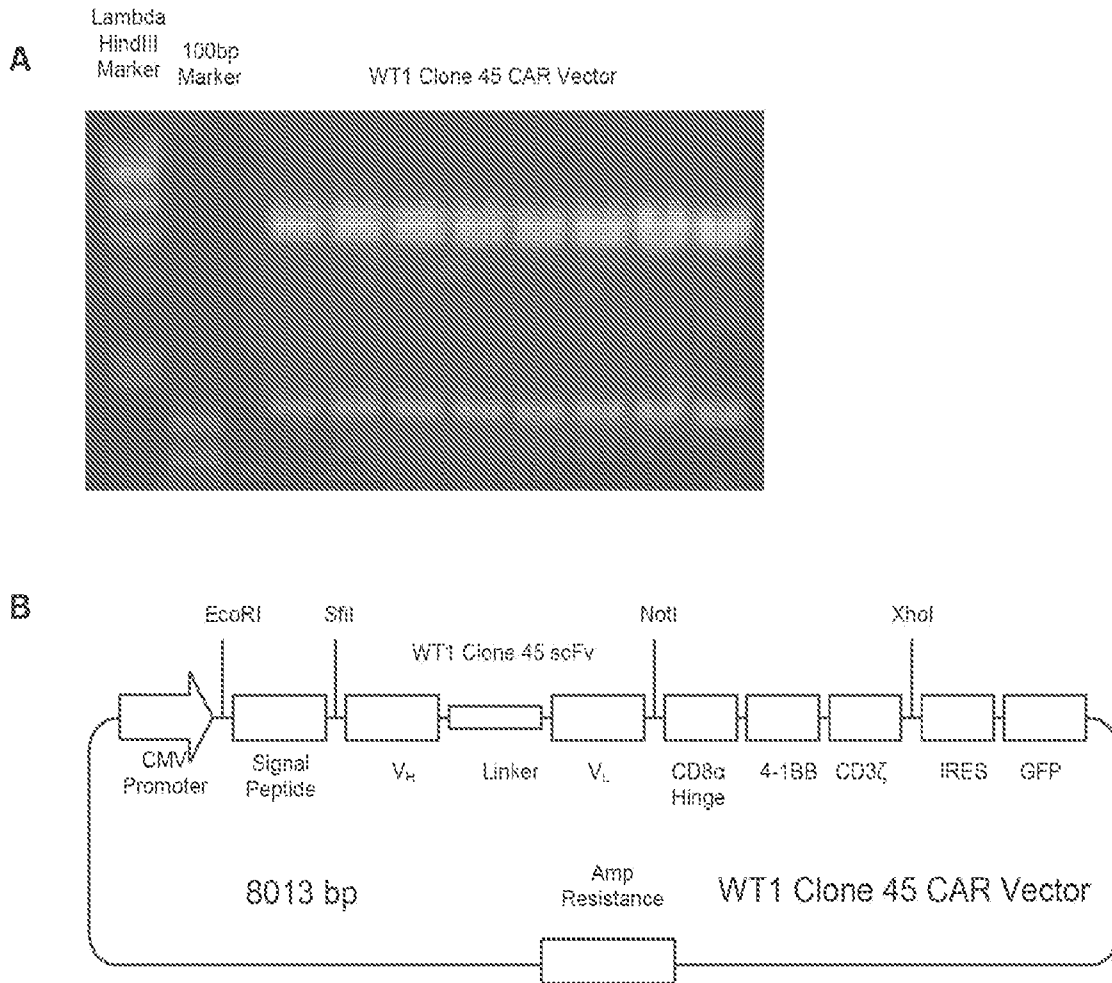 A
Lambda
HindIII
Marker
100bp
Marker
WT1 Clone 45 CAR Vector
B
EcoRI
SfiI
NotI
XhoI
WT1 Clone 45 scFv
CMV
Promoter
Signal
Peptide
VH
Linker
VL
CD8α
Hinge
4-1BB
CD3ζ
IRES
GFP
8013 bp
Amp
Resistance
WT1 Clone 45 CAR Vector